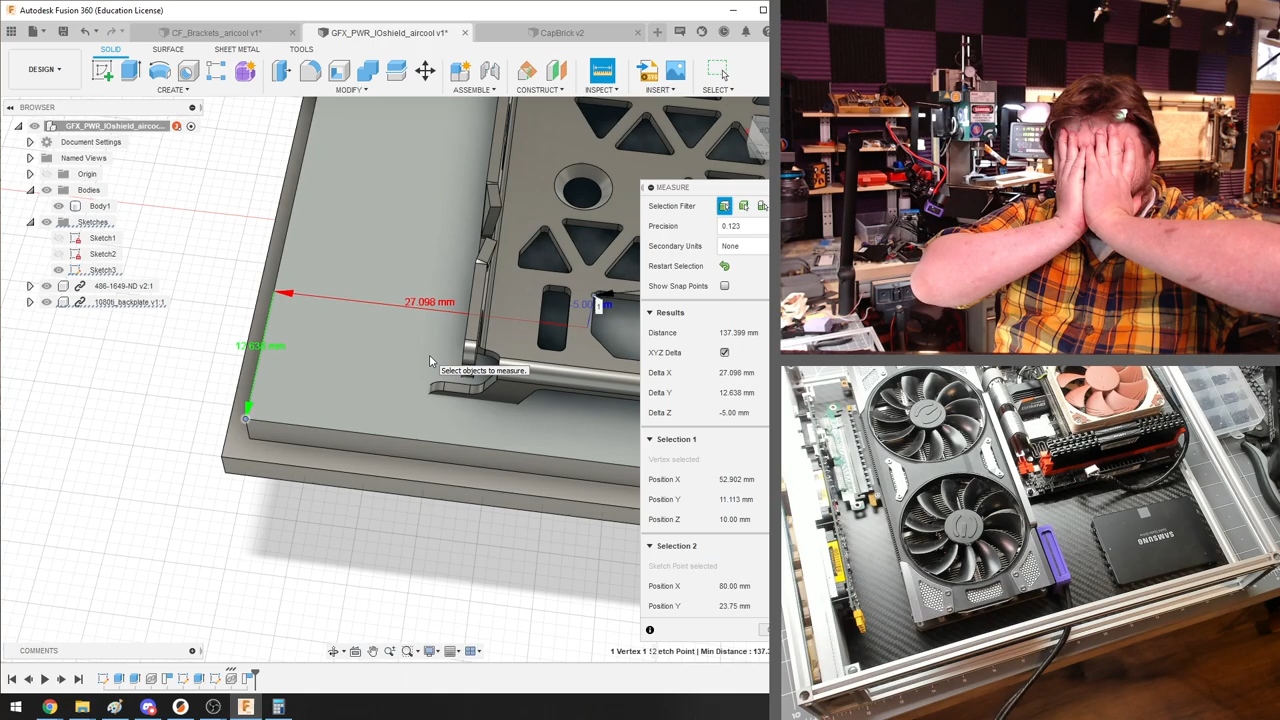 Autodesk Fusion 360 (Education License)
CF_Brackets_aricool v1*
GFX_PWR_IOshield_aircool v1*
CapBrick v2
SOLID
SURFACE
SHEET METAL
TOOLS
DESIGN
CREATE
MODIFY
ASSEMBLE
CONSTRUCT
INSPECT
INSERT
SELECT
BROWSER
GFX_PWR_IOshield_aircoc...
Document Settings
Named Views
Origin
Bodies
Body1
Sketches
Sketch1
Sketch2
Sketch3
486-1649-ND v2:1
1080ti_backplate v1:1
27.098 mm
Select objects to measure.
MEASURE
Selection Filter
Precision 0.123
Secondary Units None
Restart Selection
Show Snap Points
Results
Distance 137.399 mm
XYZ Delta
Delta X 27.098 mm
Delta Y 12.638 mm
Delta Z -5.00 mm
Selection 1
Vertex selected
Position X 52.902 mm
Position Y 11.113 mm
Position Z 10.00 mm
Selection 2
Sketch Point selected
Position X 80.00 mm
Position Y 23.75 mm
COMMENTS
SAMSUNG